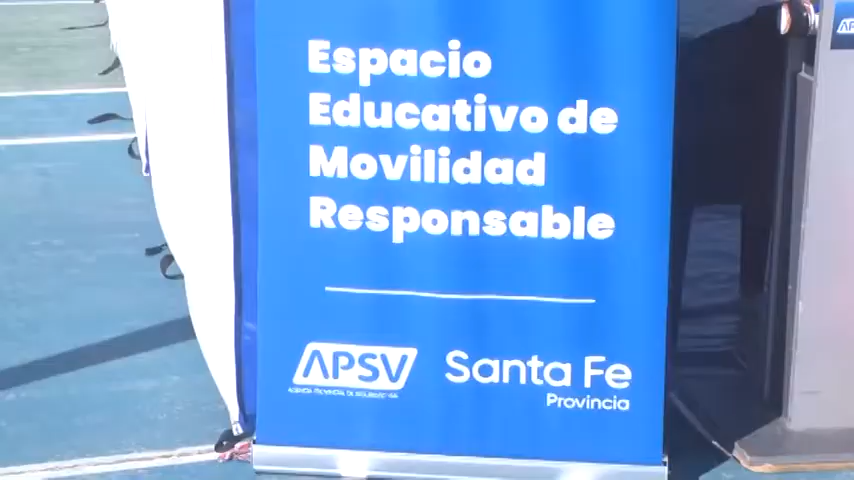 Espacio
Educativo de
Movilidad
Responsable
APSV
Santa Fe
Provincia